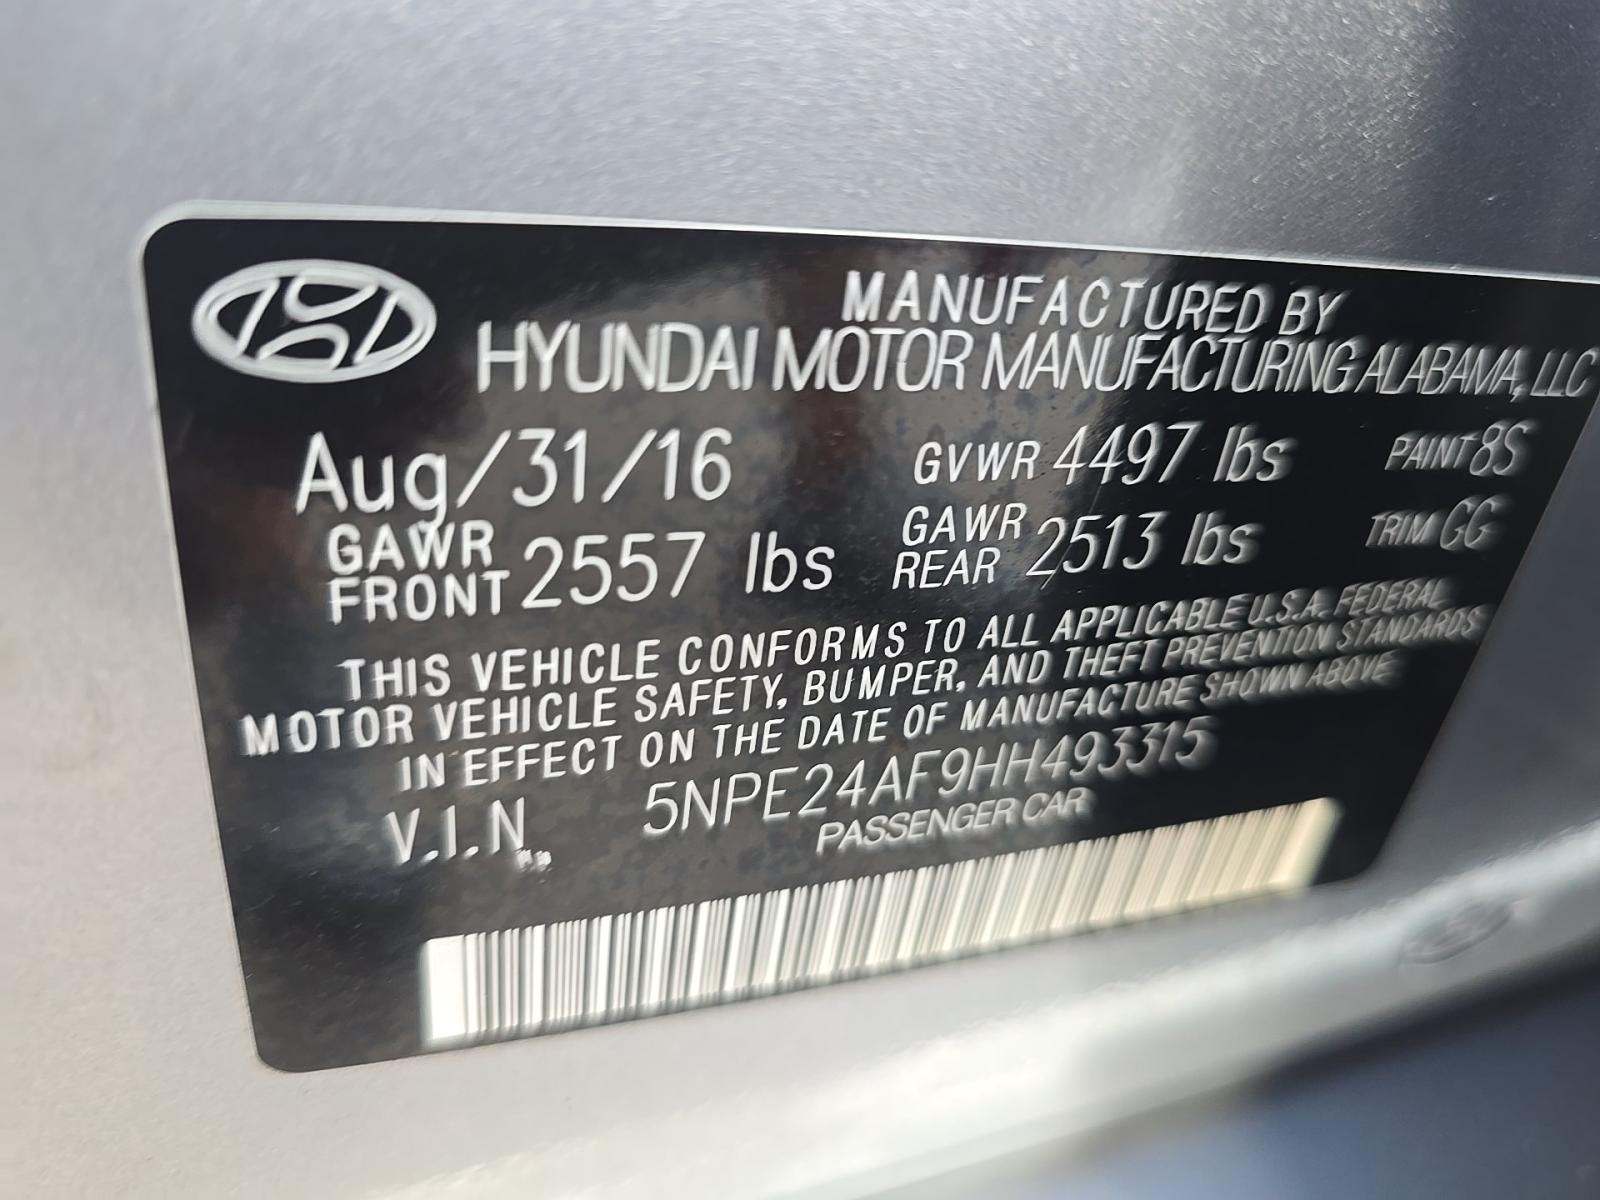 MANUFACTURED BY
HYUNDAI MOTOR MANUFACTURING ALABAMA, LLC
Aug/31/16 GVWR 4497 lbs PAINT 8S
GAWR FRONT 2557 lbs GAWR REAR 2513 lbs TRIM GG
THIS VEHICLE CONFORMS TO ALL APPLICABLE U.S.A. FEDERAL
MOTOR VEHICLE SAFETY, BUMPER, AND THEFT PREVENTION STANDARDS
IN EFFECT ON THE DATE OF MANUFACTURE SHOWN ABOVE
V.I.N. 5NPE24AF9HH493315
PASSENGER CAR